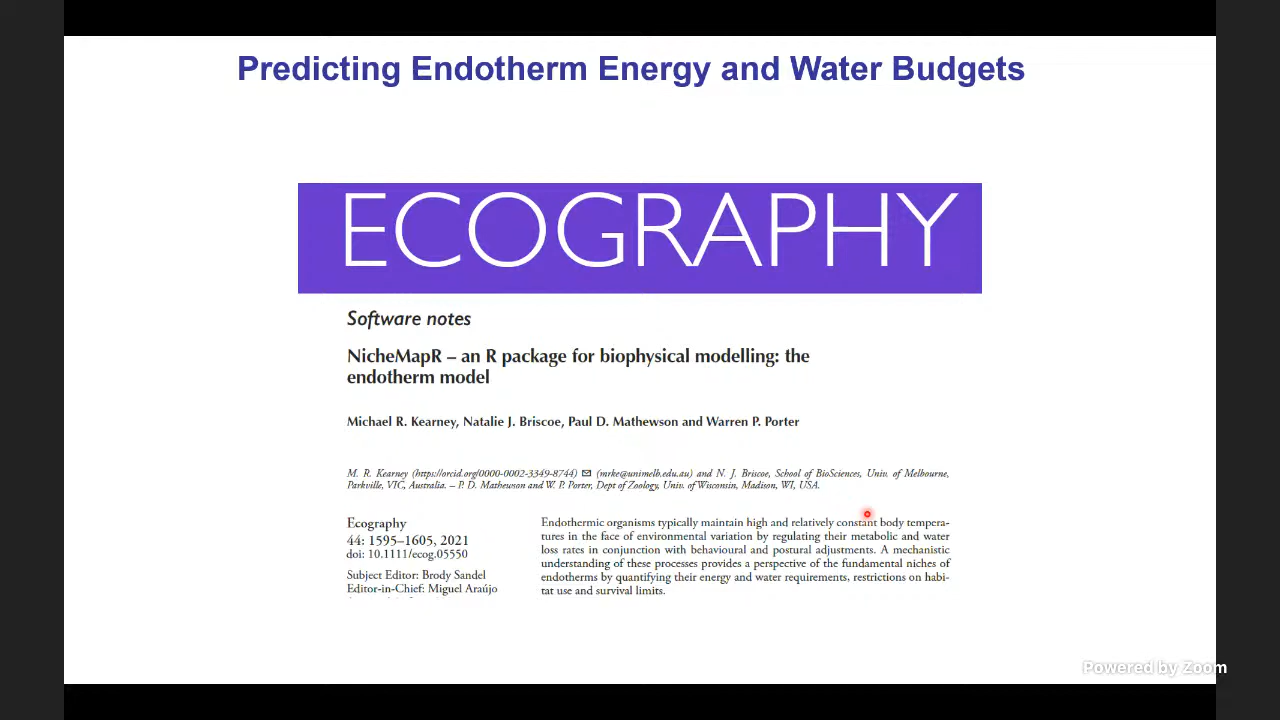 Predicting Endotherm Energy and Water Budgets
ECOGRAPHY
Software notes
NicheMapR – an R package for biophysical modelling: the
endotherm model
Michael R. Kearney, Natalie J. Briscoe, Paul D. Mathewson and Warren P. Porter
M. R. Kearney (https://orcid.org/0000-0002-3349-8744) ✉ (mrke@unimelb.edu.au) and N. J. Briscoe, School of BioSciences, Univ. of Melbourne,
Parkville, VIC, Australia. – P. D. Mathewson and W. P. Porter, Dept of Zoology, Univ. of Wisconsin, Madison, WI, USA.
Ecography
44: 1595–1605, 2021
doi: 10.1111/ecog.05550
Subject Editor: Brody Sandel
Editor-in-Chief: Miguel Araújo
Endothermic organisms typically maintain high and relatively constant body tempera-
tures in the face of environmental variation by regulating their metabolic and water
loss rates in conjunction with behavioural and postural adjustments. A mechanistic
understanding of these processes provides a perspective of the fundamental niches of
endotherms by quantifying their energy and water requirements, restrictions on habi-
tat use and survival limits.
Powered by Zoom